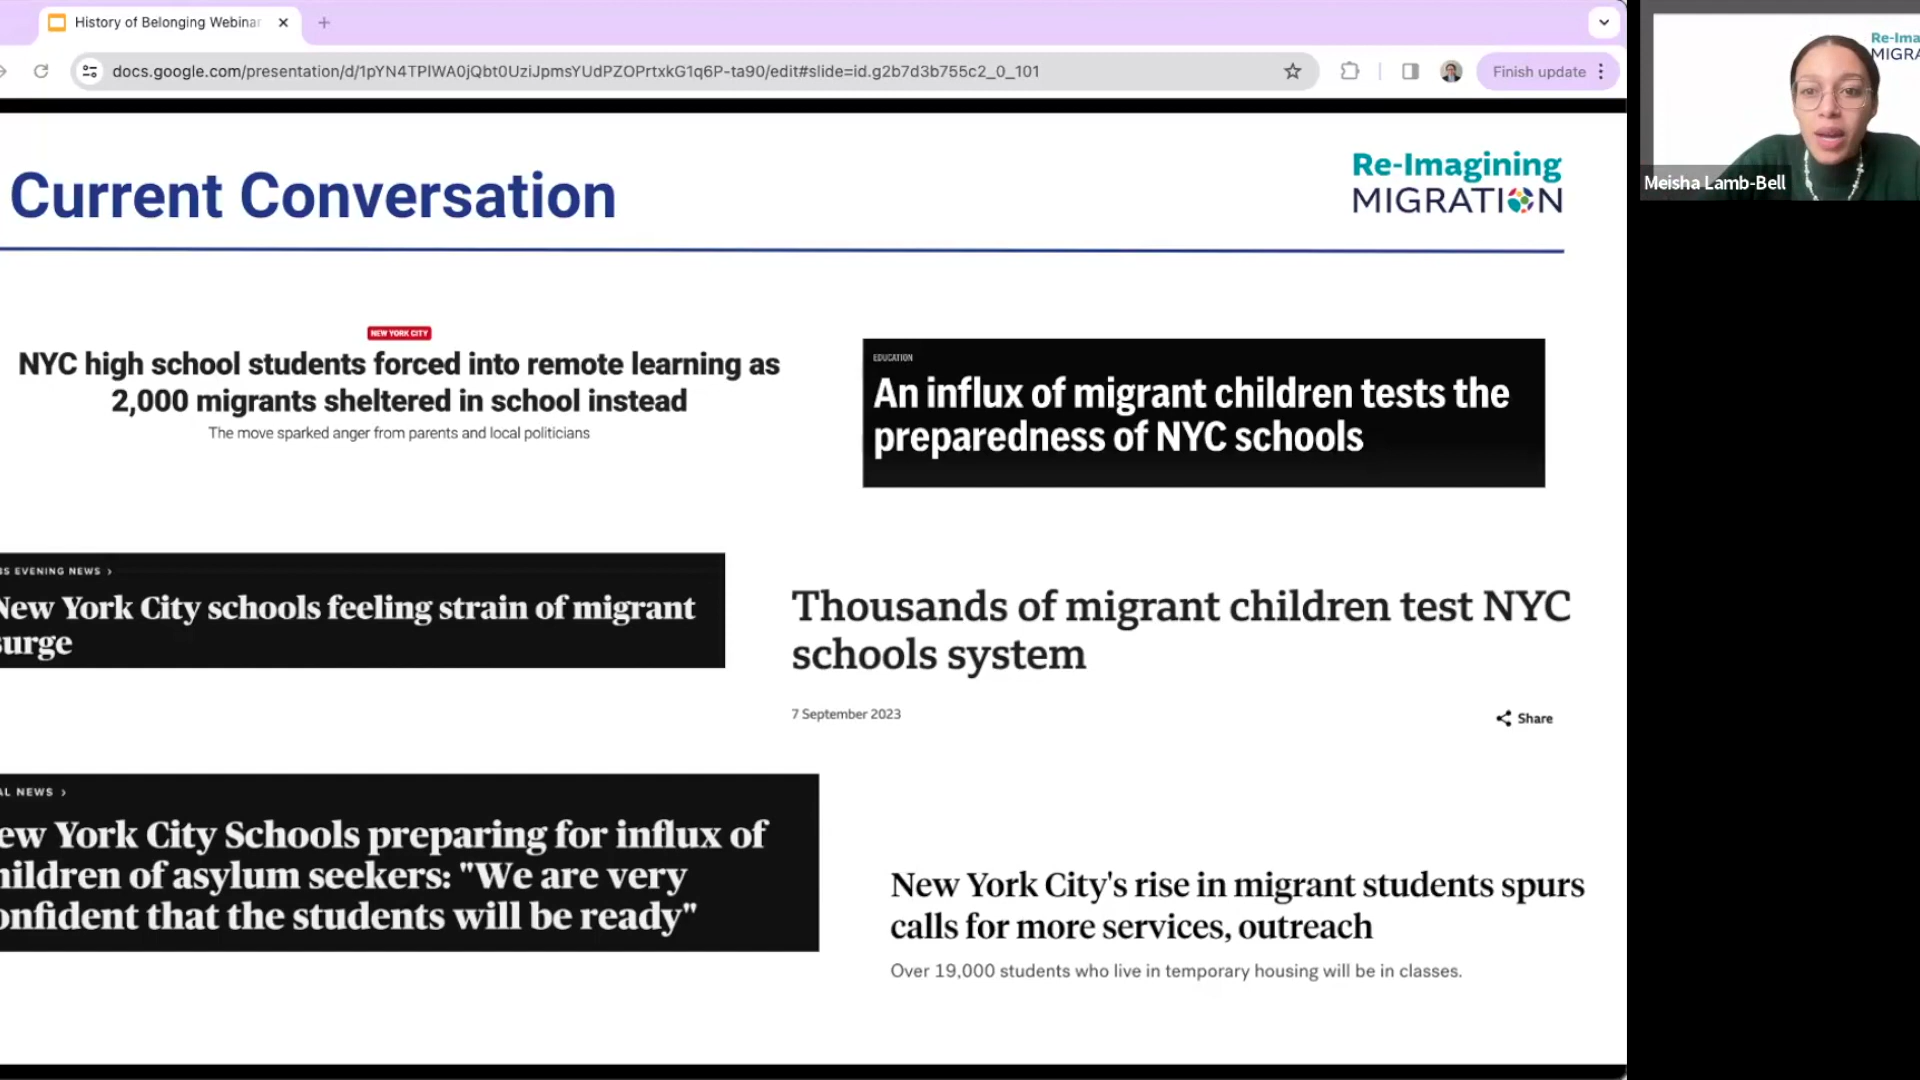 History of Belonging Webinar
docs.google.com/presentation/d/1pYN4TPlWA0jQbt0UziJpmsYUdPZOPrtxkG1q6P-ta90/edit#slide=id.g2b7d3b755c2_0_101
Finish update
Re-Ima
MIGRA
Meisha Lamb-Bell
Current Conversation
Re-Imagining
MIGRATION
NEW YORK CITY
NYC high school students forced into remote learning as
2,000 migrants sheltered in school instead
The move sparked anger from parents and local politicians
EDUCATION
An influx of migrant children tests the
preparedness of NYC schools
BS EVENING NEWS >
New York City schools feeling strain of migrant
surge
Thousands of migrant children test NYC
schools system
7 September 2023
Share
AL NEWS >
ew York City Schools preparing for influx of
hildren of asylum seekers: "We are very
onfident that the students will be ready"
New York City's rise in migrant students spurs
calls for more services, outreach
Over 19,000 students who live in temporary housing will be in classes.